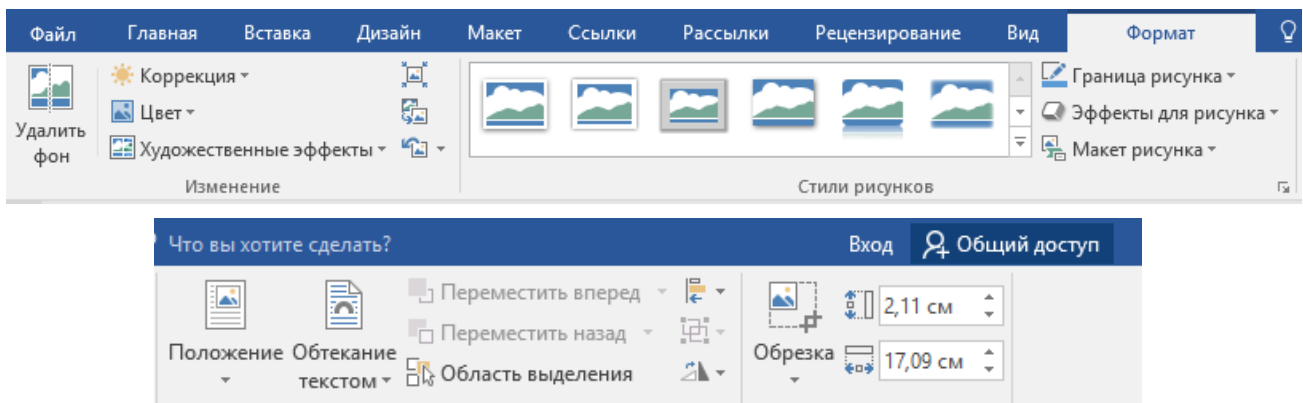 Файл Главная Вставка Дизайн Макет Ссылки Рассылки Рецензирование Вид Формат
Удалить фон
Коррекция
Цвет
Художественные эффекты
Изменение
Стили рисунков
Граница рисунка
Эффекты для рисунка
Макет рисунка
Что вы хотите сделать? Вход Общий доступ
Положение
Обтекание
текстом
Переместить вперед
Переместить назад
Область выделения
Обрезка
2,11 см
17,09 см